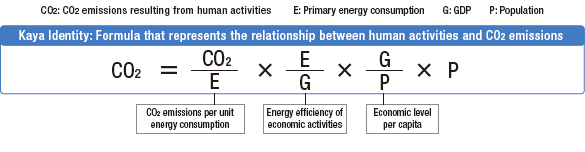 CO2: CO2 emissions resulting from human activities E: Primary energy consumption G: GDP P: Population
Kaya Identity: Formula that represents the relationship between human activities and CO2 emissions
CO2 = CO2/E × E/G × G/P × P
CO2 emissions per unit
energy consumption
Energy efficiency of
economic activities
Economic level
per capita